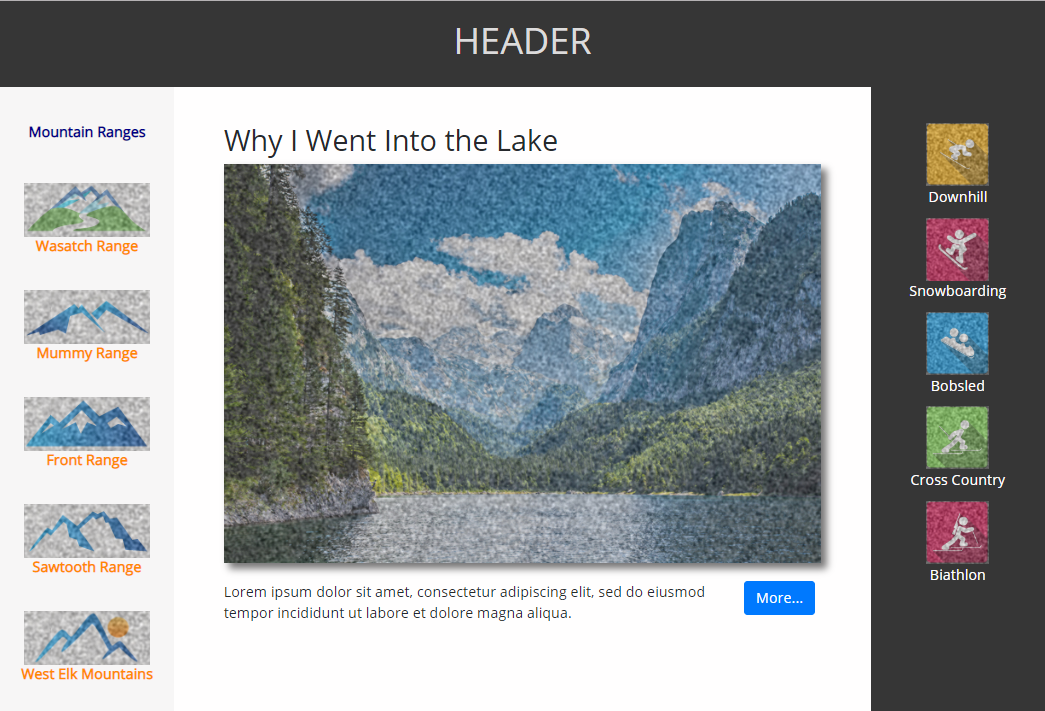 HEADER
Mountain Ranges
Wasatch Range
Mummy Range
Front Range
Sawtooth Range
West Elk Mountains
Why I Went Into the Lake
Lorem ipsum dolor sit amet, consectetur adipiscing elit, sed do eiusmod
tempor incididunt ut labore et dolore magna aliqua.
More...
Downhill
Snowboarding
Bobsled
Cross Country
Biathlon